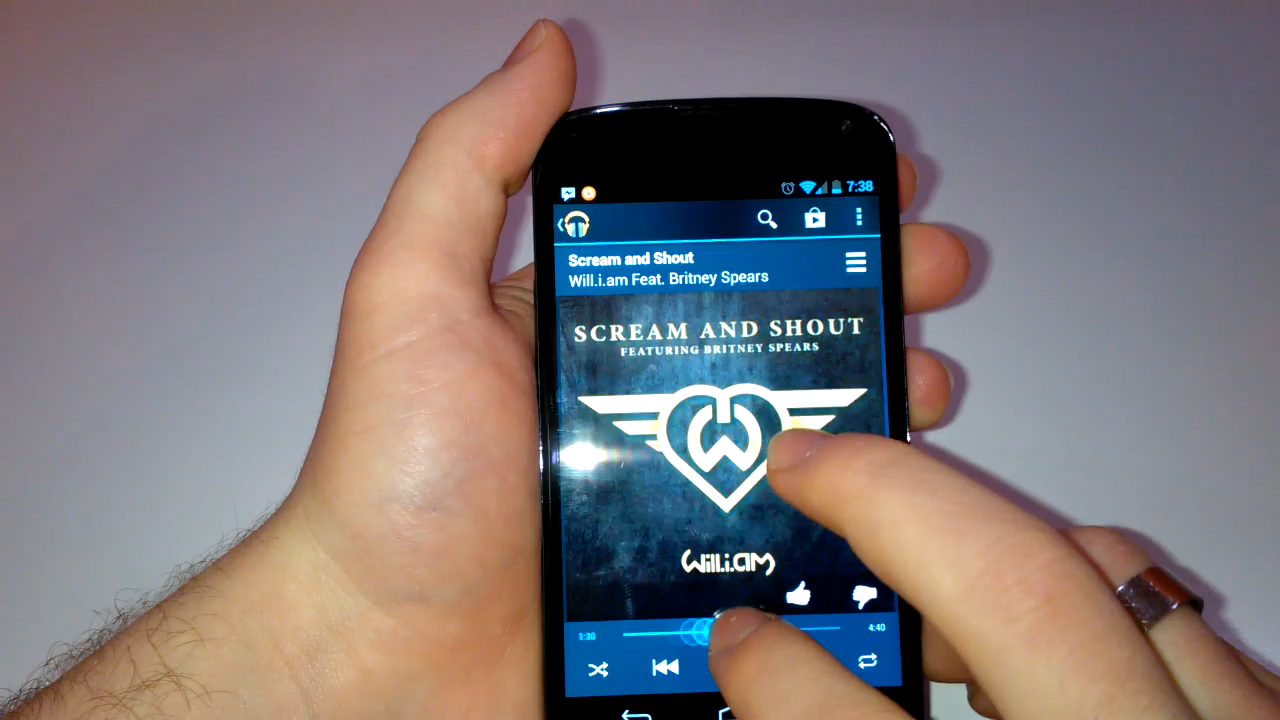 7:38
Scream and Shout
Will.i.am Feat. Britney Spears
SCREAM AND SHOUT
FEATURING BRITNEY SPEARS
W
will.i.am
1:30
4:40